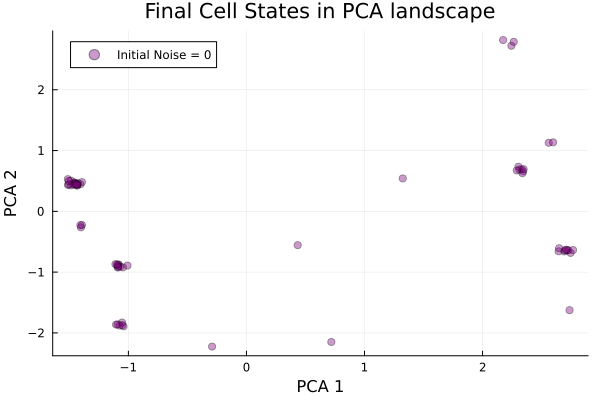 Final Cell States in PCA landscape
Initial Noise = 0
PCA 2
2
1
0
−1
−2
−1
0
1
2
PCA 1